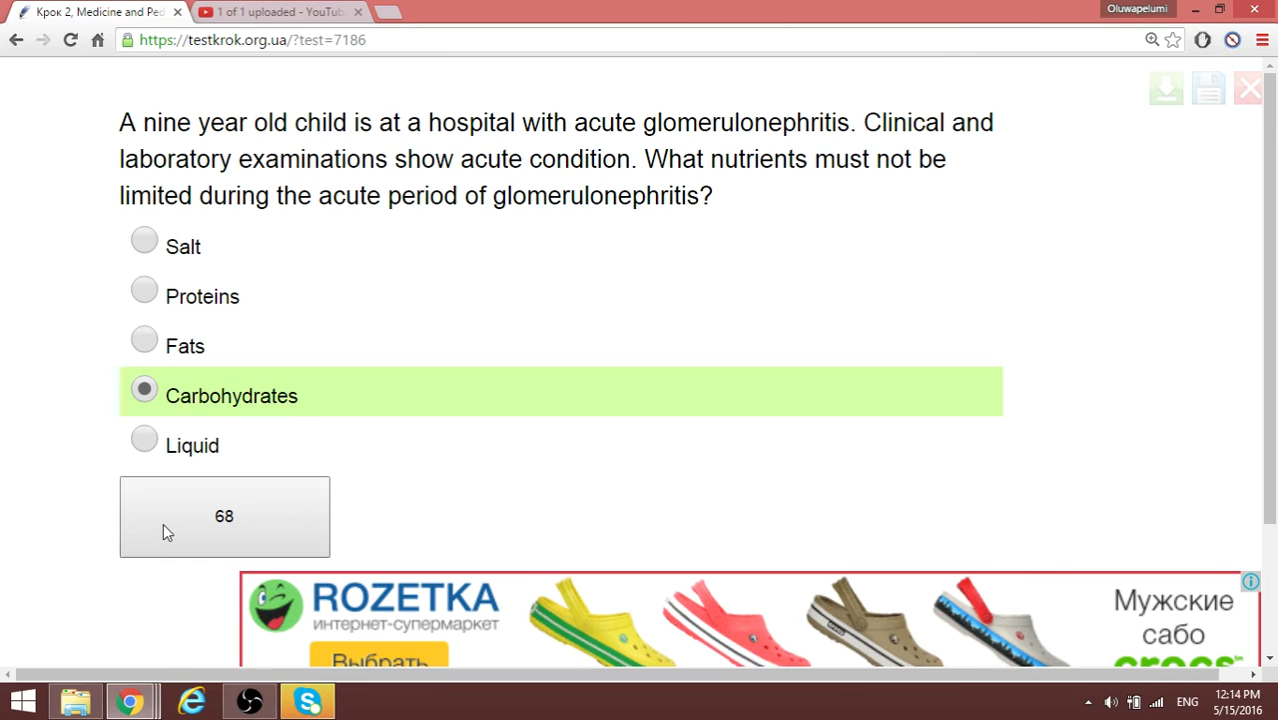 Крок 2, Medicine and Ped
1 of 1 uploaded - YouTub
Oluwapelumi
https://testkrok.org.ua/?test=7186
A nine year old child is at a hospital with acute glomerulonephritis. Clinical and
laboratory examinations show acute condition. What nutrients must not be
limited during the acute period of glomerulonephritis?
Salt
Proteins
Fats
Carbohydrates
Liquid
68
ROZETKA
интернет-супермаркет
Выбрать
Мужские
сабо
crocs
ENG
12:14 PM
5/15/2016